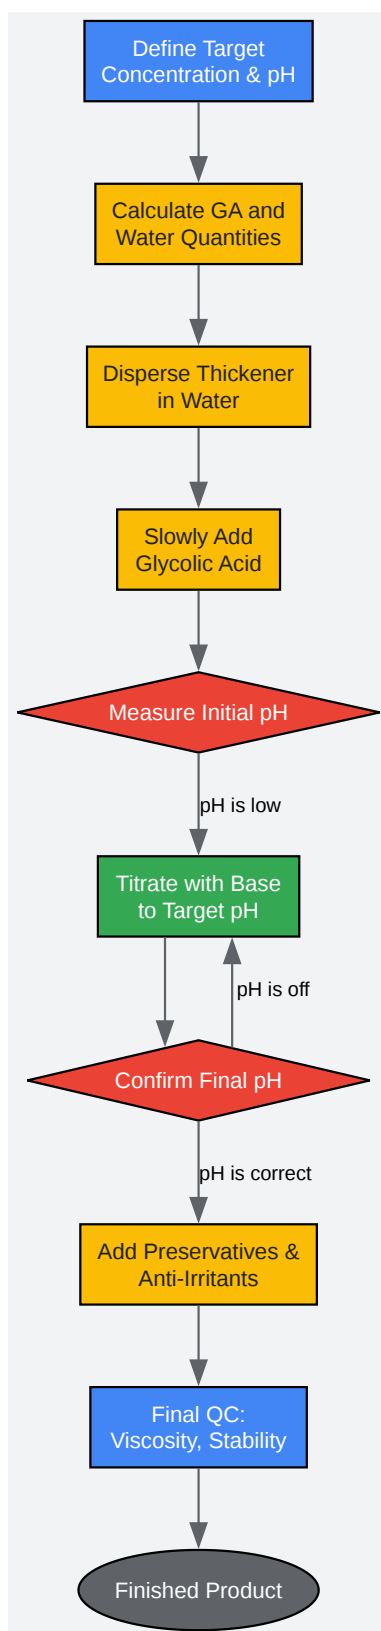 Define Target
Concentration & pH
Calculate GA and
Water Quantities
Disperse Thickener
in Water
Slowly Add
Glycolic Acid
Measure Initial pH
pH is low
Titrate with Base
to Target pH
pH is off
Confirm Final pH
pH is correct
Add Preservatives &
Anti-Irritants
Final QC:
Viscosity, Stability
Finished Product